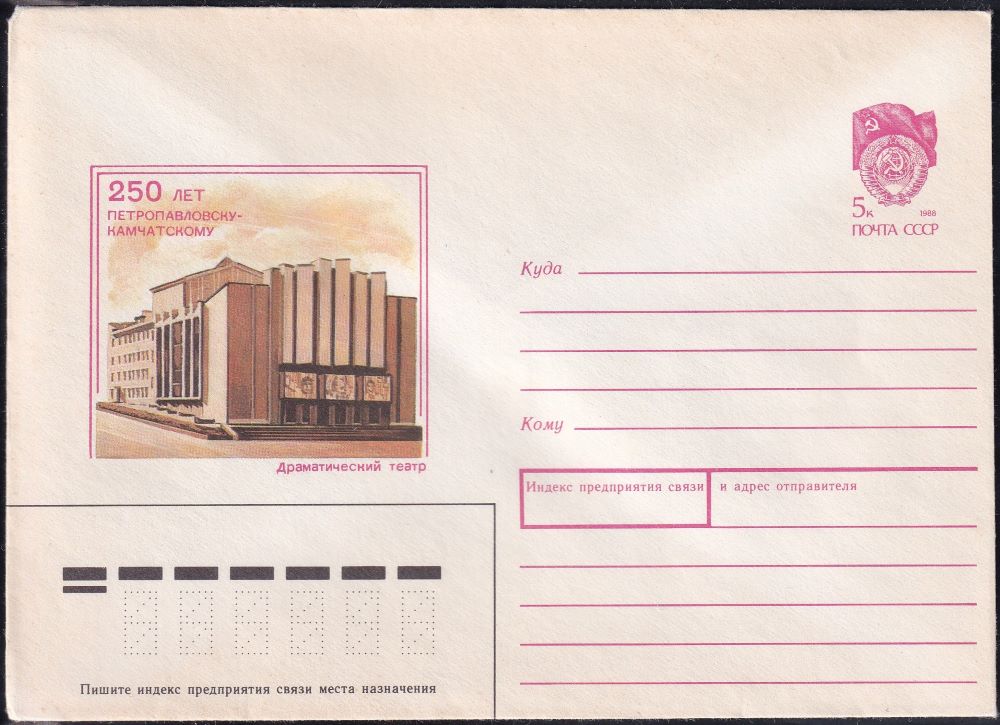 250 ЛЕТ
ПЕТРОПАВЛОВСКУ-
КАМЧАТСКОМУ
Драматический театр
5к 1988
ПОЧТА СССР
Куда
Кому
Индекс предприятия связи и адрес отправителя
Пишите индекс предприятия связи места назначения